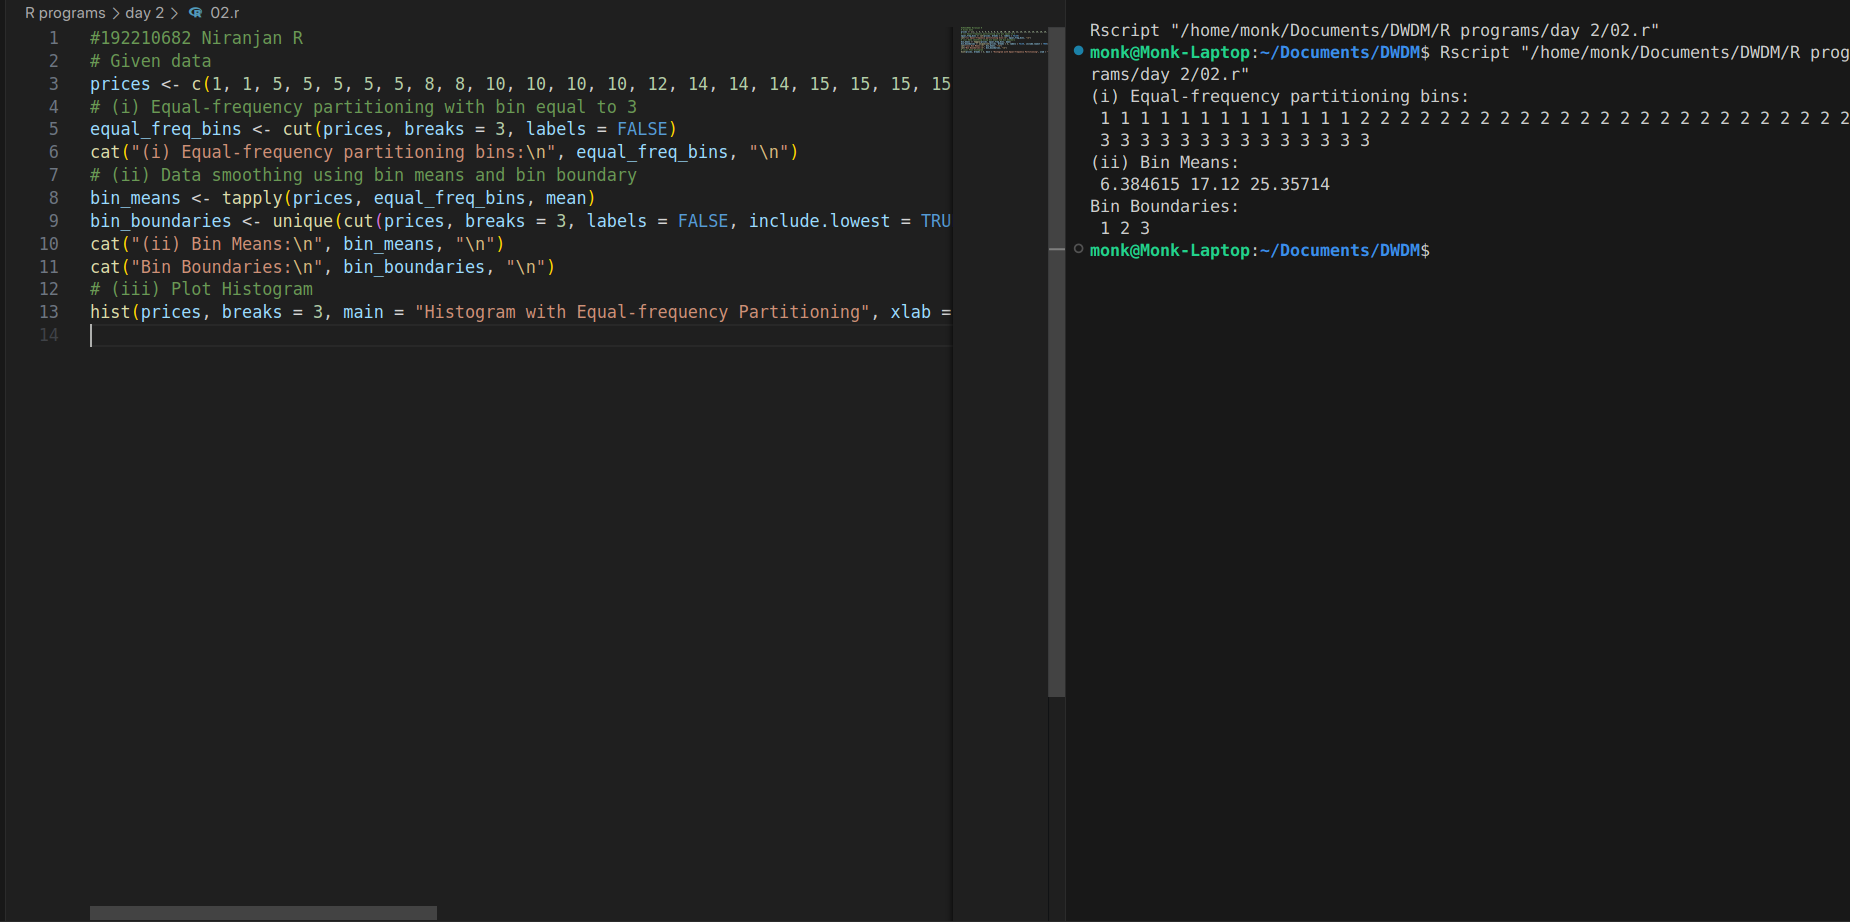 R programs > day 2 > 02.r
1 #192210682 Niranjan R
2 # Given data
3 prices <- c(1, 1, 5, 5, 5, 5, 5, 8, 8, 10, 10, 10, 10, 12, 14, 14, 14, 15, 15, 15, 15
4 # (i) Equal-frequency partitioning with bin equal to 3
5 equal_freq_bins <- cut(prices, breaks = 3, labels = FALSE)
6 cat("(i) Equal-frequency partitioning bins:\n", equal_freq_bins, "\n")
7 # (ii) Data smoothing using bin means and bin boundary
8 bin_means <- tapply(prices, equal_freq_bins, mean)
9 bin_boundaries <- unique(cut(prices, breaks = 3, labels = FALSE, include.lowest = TRU
10 cat("(ii) Bin Means:\n", bin_means, "\n")
11 cat("Bin Boundaries:\n", bin_boundaries, "\n")
12 # (iii) Plot Histogram
13 hist(prices, breaks = 3, main = "Histogram with Equal-frequency Partitioning", xlab =
14
Rscript "/home/monk/Documents/DWDM/R programs/day 2/02.r"
monk@Monk-Laptop:~/Documents/DWDM$ Rscript "/home/monk/Documents/DWDM/R prog
rams/day 2/02.r"
(i) Equal-frequency partitioning bins:
1 1 1 1 1 1 1 1 1 1 1 1 1 2 2 2 2 2 2 2 2 2 2 2 2 2 2 2 2 2 2 2 2 2 2 2 2 2
3 3 3 3 3 3 3 3 3 3 3 3 3 3
(ii) Bin Means:
6.384615 17.12 25.35714
Bin Boundaries:
1 2 3
monk@Monk-Laptop:~/Documents/DWDM$